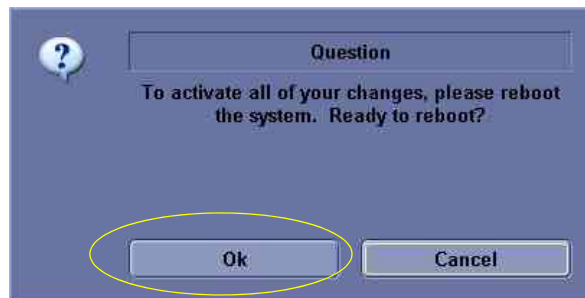 Question
To activate all of your changes, please reboot
the system.  Ready to reboot?
Ok
Cancel